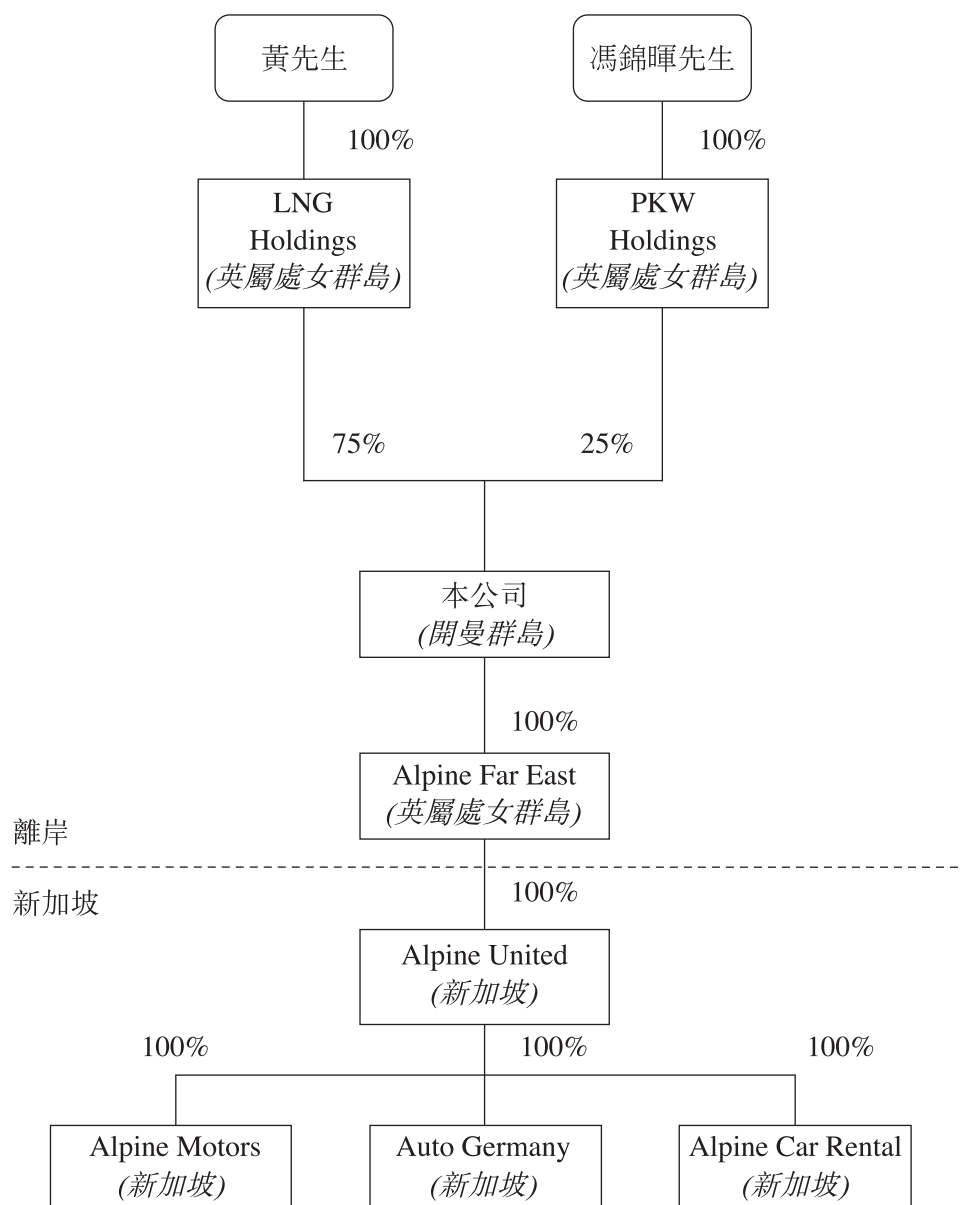 黃先生
馮錦暉先生
100%
100%
LNG
Holdings
(英屬處女群島)
PKW
Holdings
(英屬處女群島)
75%
25%
本公司
(開曼群島)
100%
Alpine Far East
(英屬處女群島)
離岸
新加坡
100%
Alpine United
(新加坡)
100%
100%
100%
Alpine Motors
(新加坡)
Auto Germany
(新加坡)
Alpine Car Rental
(新加坡)